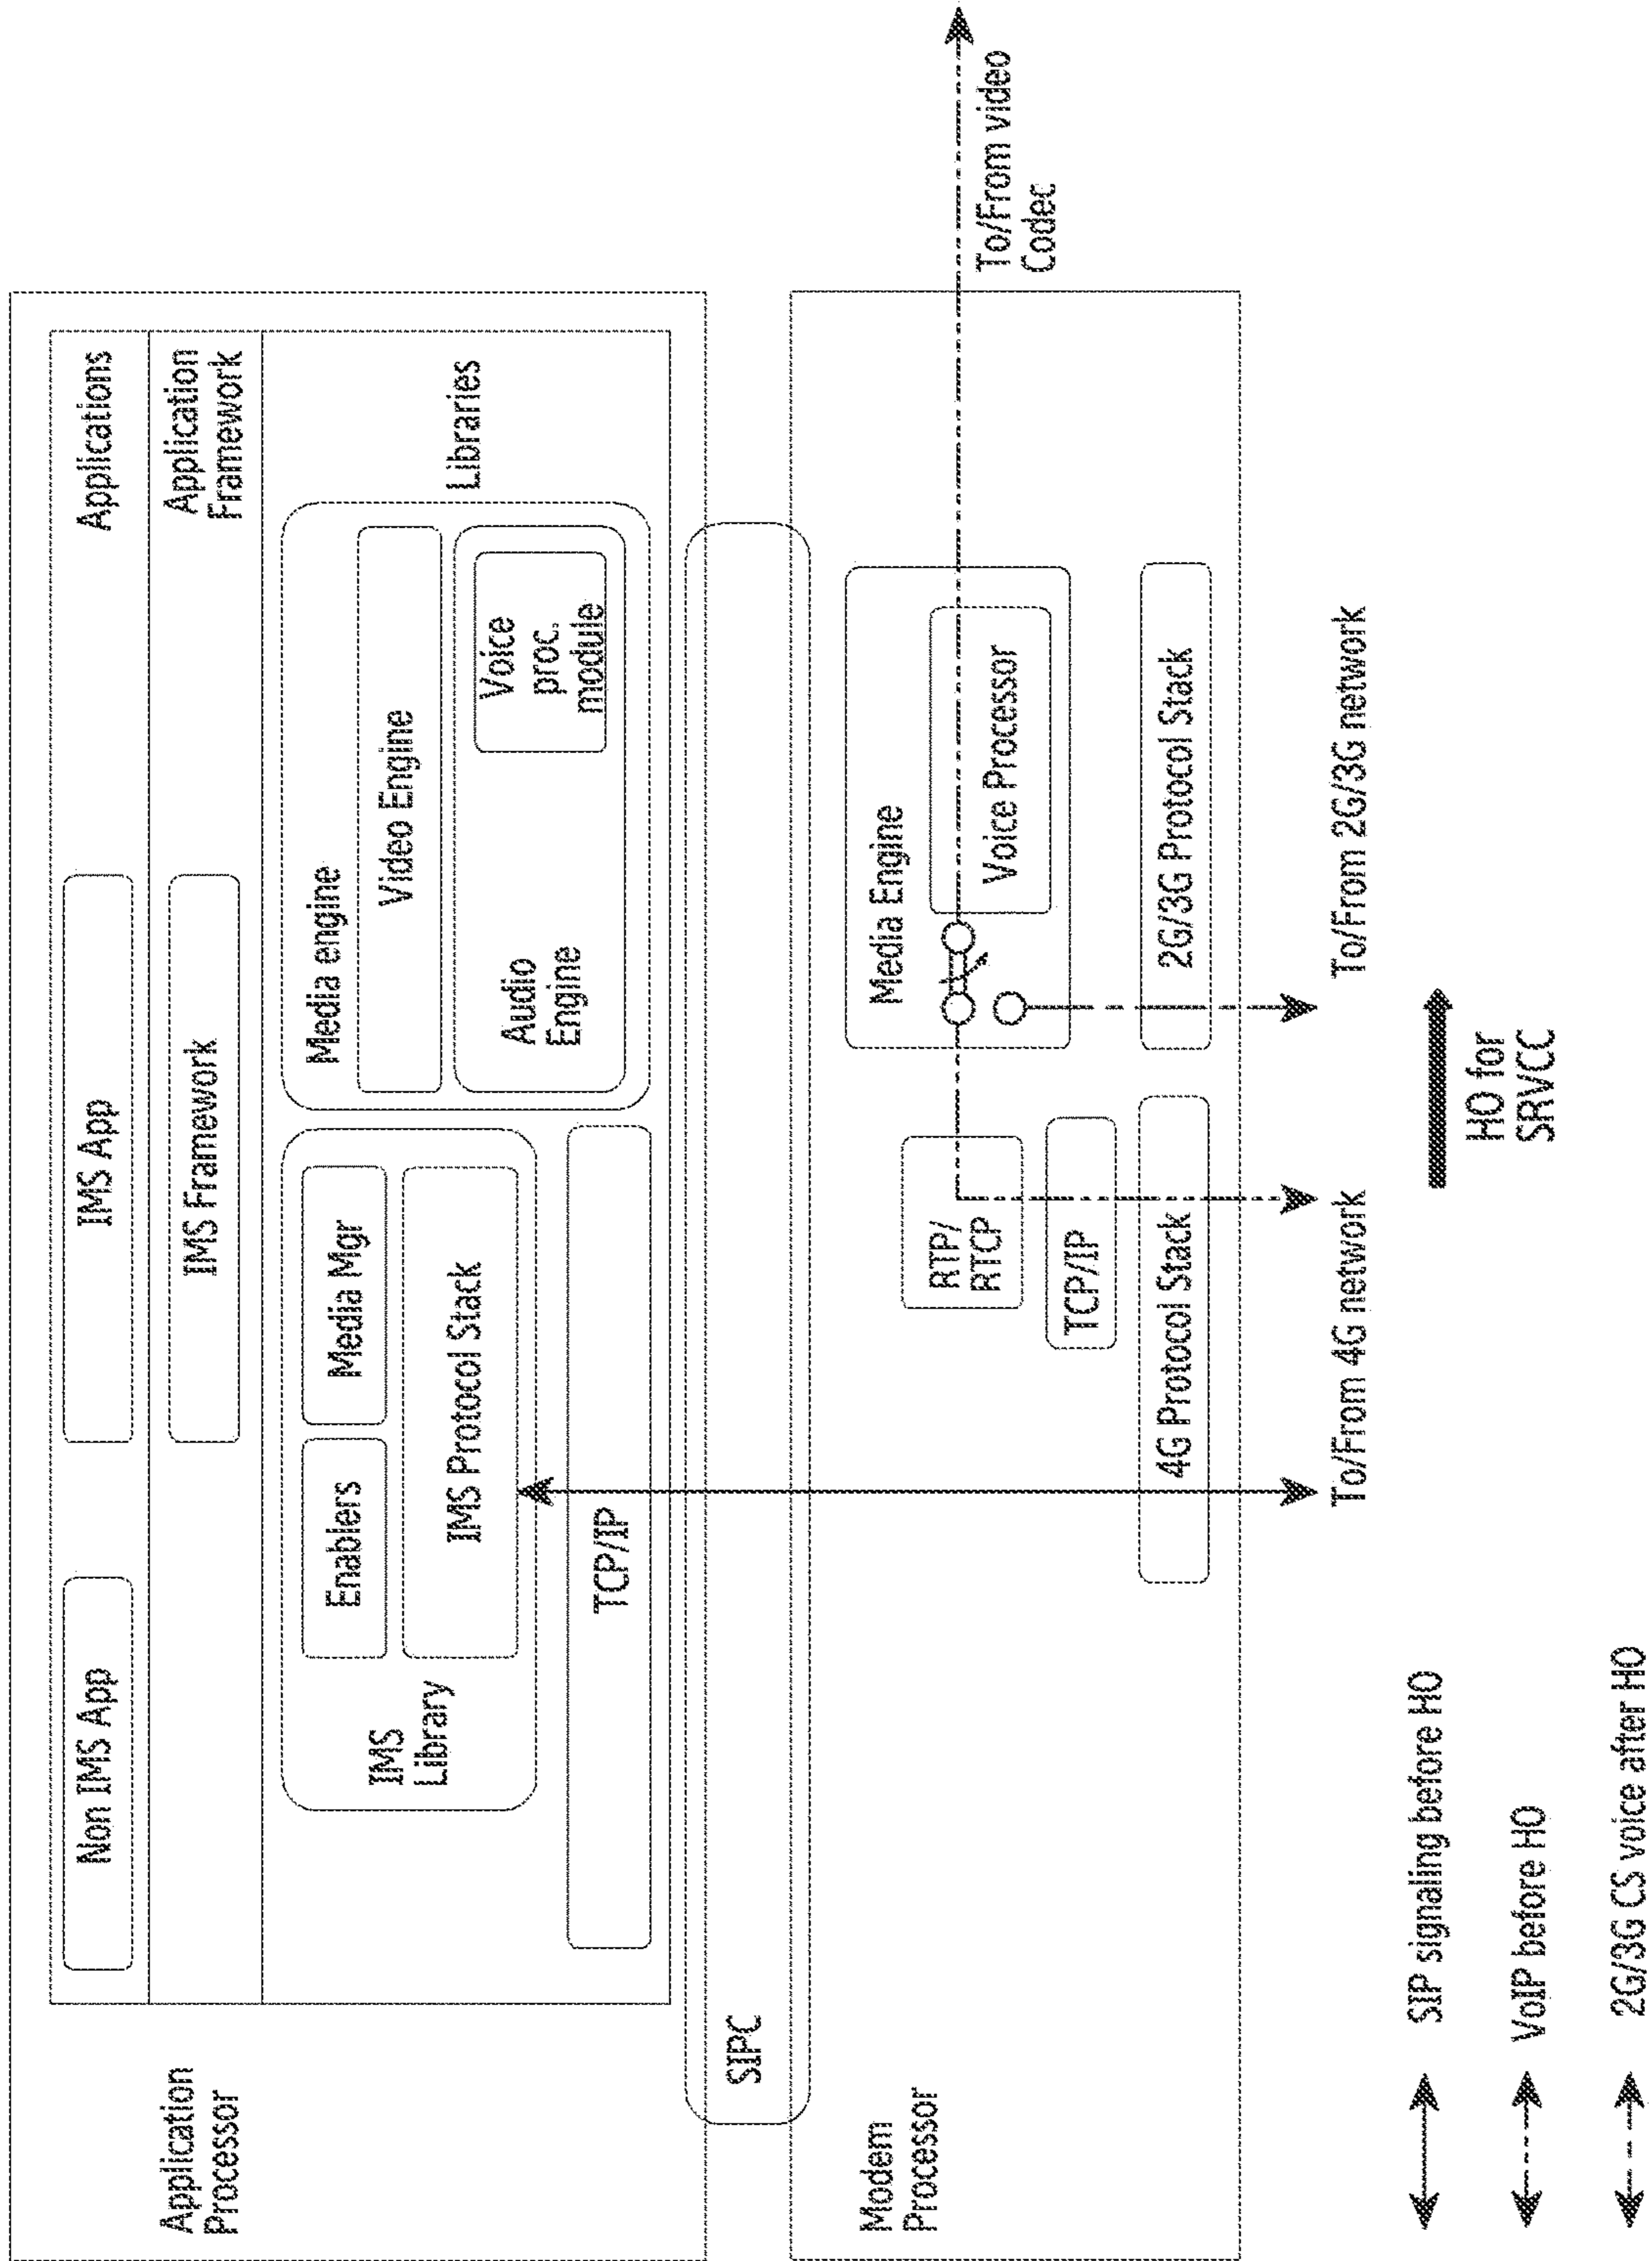 Application
Processor
Non IMS App
IMS App
Applications
IMS Framework
Application
Framework
IMS
Library
Enablers
Media Mgr
IMS Protocol Stack
Media engine
Video Engine
Audio
Engine
Voice
proc.
module
Libraries
TCP/IP
SIPC
Modem
Processor
RTP/
RTCP
TCP/IP
4G Protocol Stack
Media Engine
Voice Processor
2G/3G Protocol Stack
To/From video
Codec
To/From 4G network
To/From 2G/3G network
HO for
SRVCC
SIP signaling before HO
VoIP before HO
2G/3G CS voice after HO